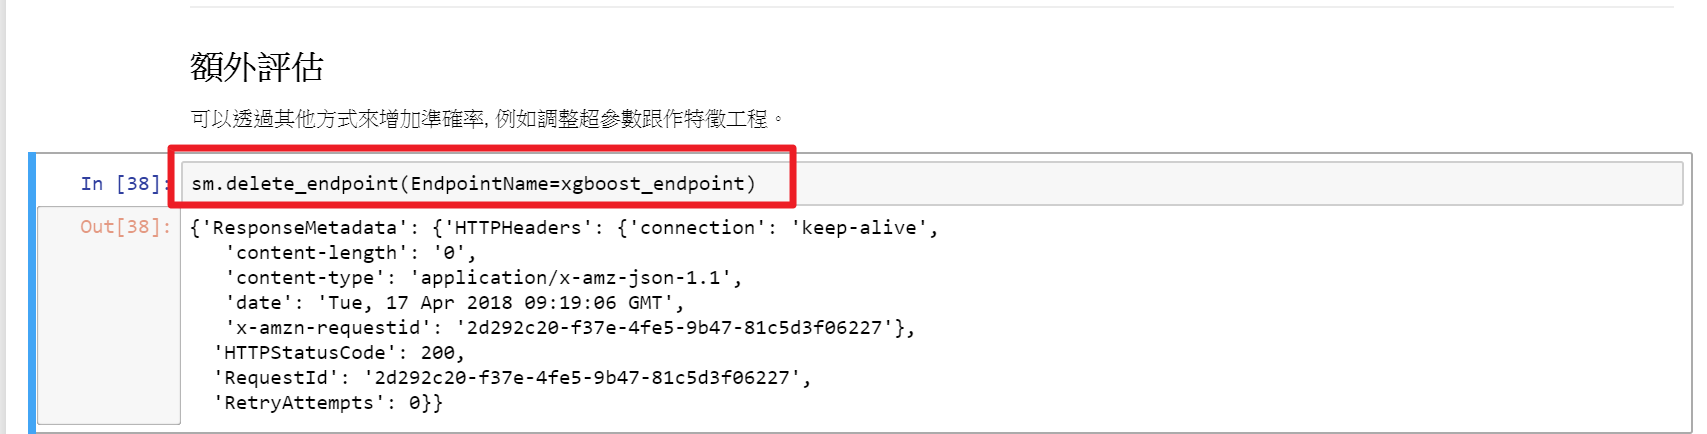 額外評估
可以透過其他方式來增加準確率, 例如調整超參數跟作特徵工程。
In [38]: sm.delete_endpoint(EndpointName=xgboost_endpoint)
Out[38]: {'ResponseMetadata': {'HTTPHeaders': {'connection': 'keep-alive',
'content-length': '0',
'content-type': 'application/x-amz-json-1.1',
'date': 'Tue, 17 Apr 2018 09:19:06 GMT',
'x-amzn-requestid': '2d292c20-f37e-4fe5-9b47-81c5d3f06227'},
'HTTPStatusCode': 200,
'RequestId': '2d292c20-f37e-4fe5-9b47-81c5d3f06227',
'RetryAttempts': 0}}